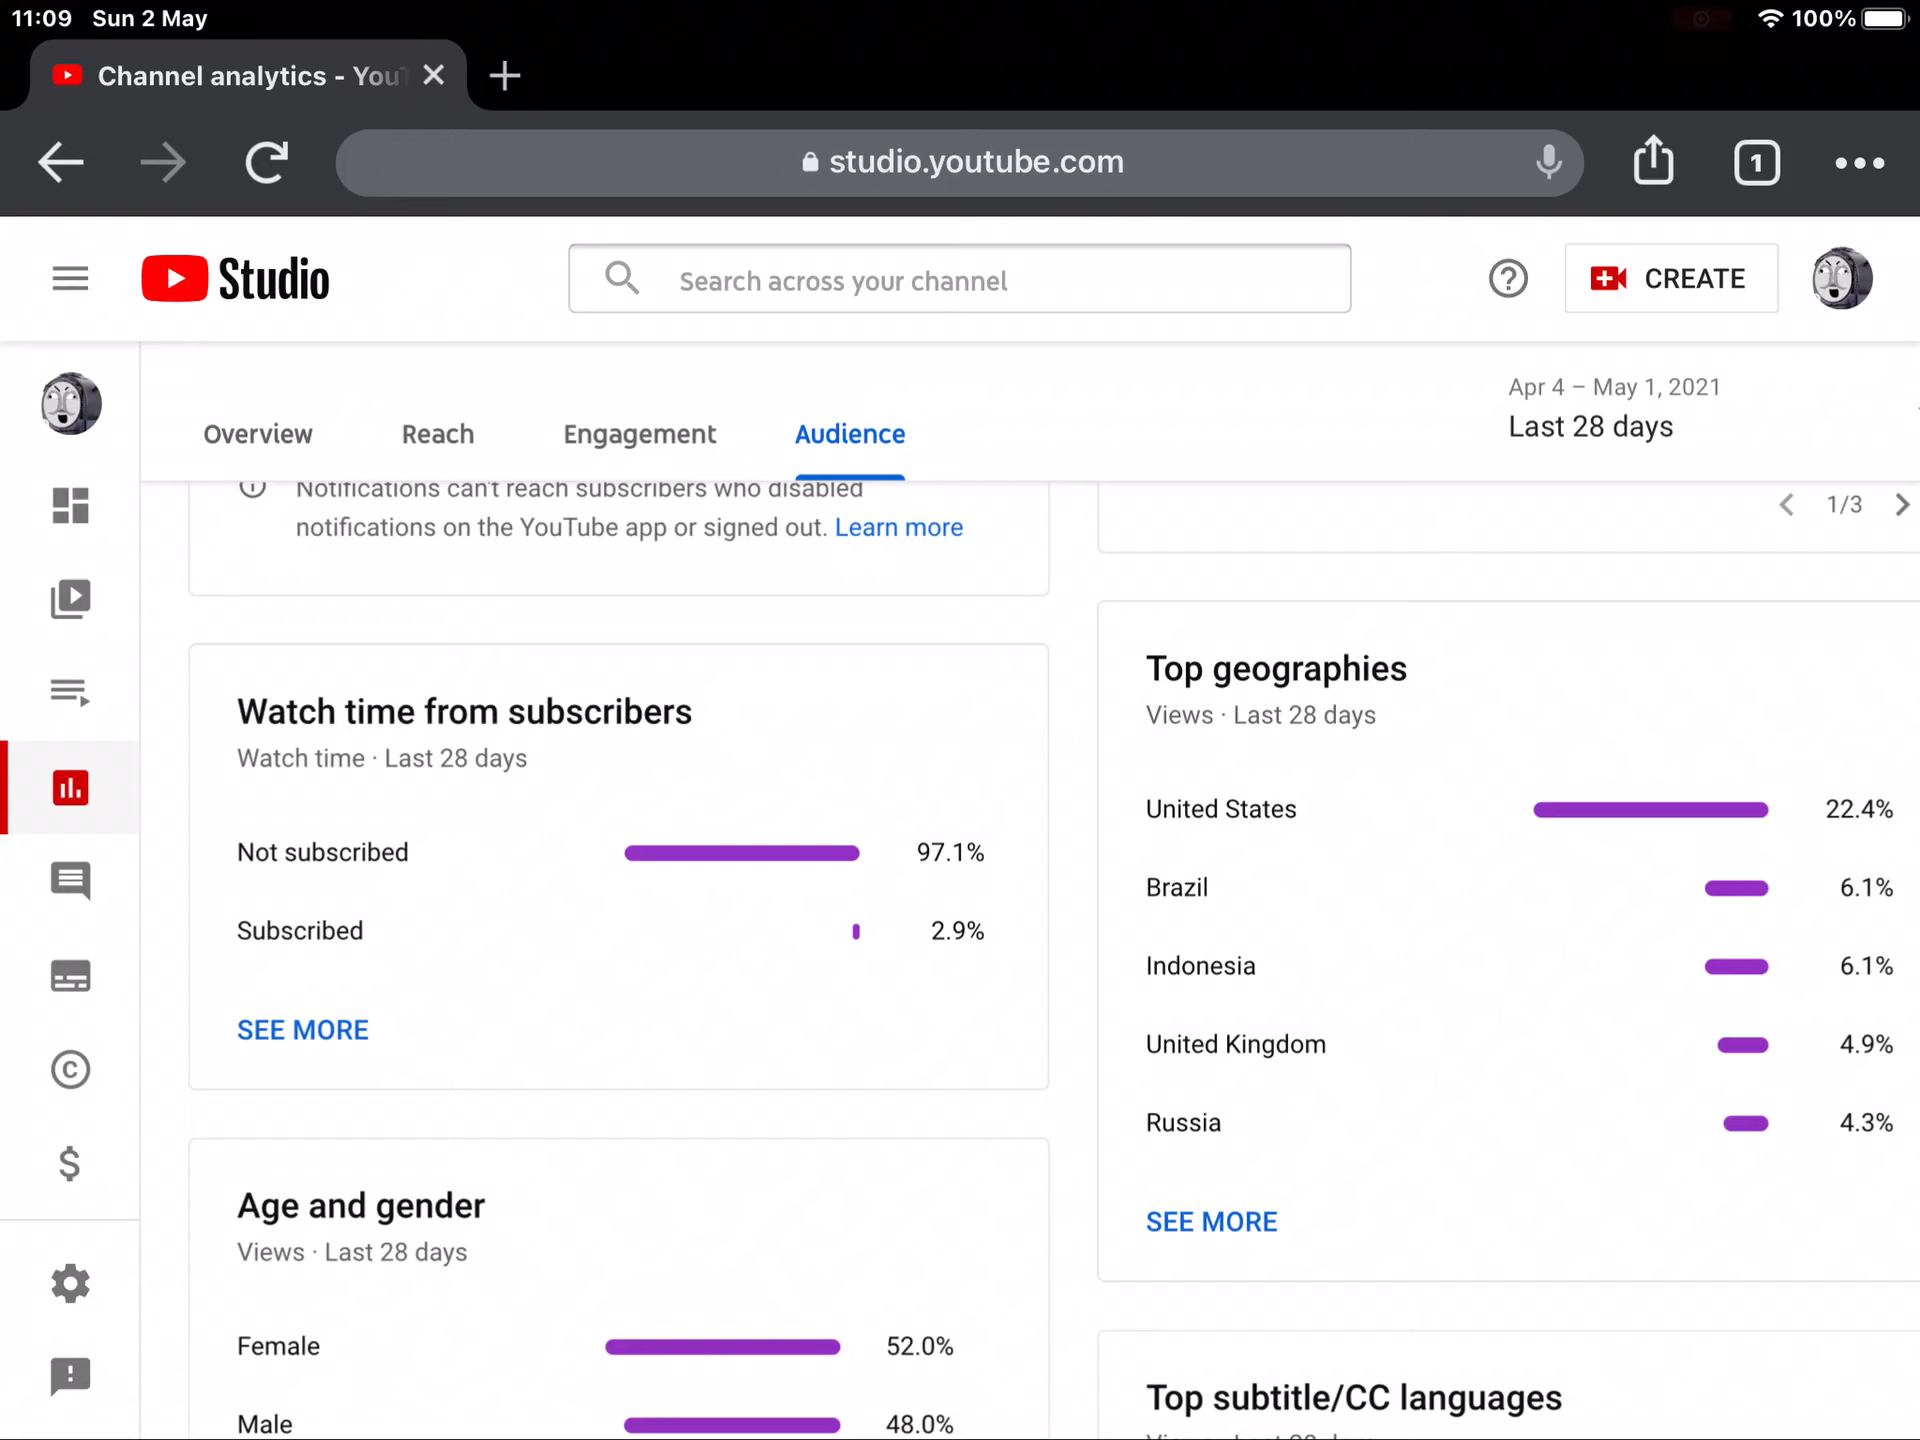 11:09 Sun 2 May
100%
Channel analytics - You
studio.youtube.com
1
Studio
Search across your channel
CREATE
Apr 4 – May 1, 2021
Last 28 days
Overview
Reach
Engagement
Audience
Notifications can't reach subscribers who disabled
notifications on the YouTube app or signed out. Learn more
1/3
Watch time from subscribers
Watch time · Last 28 days
Not subscribed 97.1%
Subscribed 2.9%
SEE MORE
Age and gender
Views · Last 28 days
Female 52.0%
Male 48.0%
Top geographies
Views · Last 28 days
United States 22.4%
Brazil 6.1%
Indonesia 6.1%
United Kingdom 4.9%
Russia 4.3%
SEE MORE
Top subtitle/CC languages